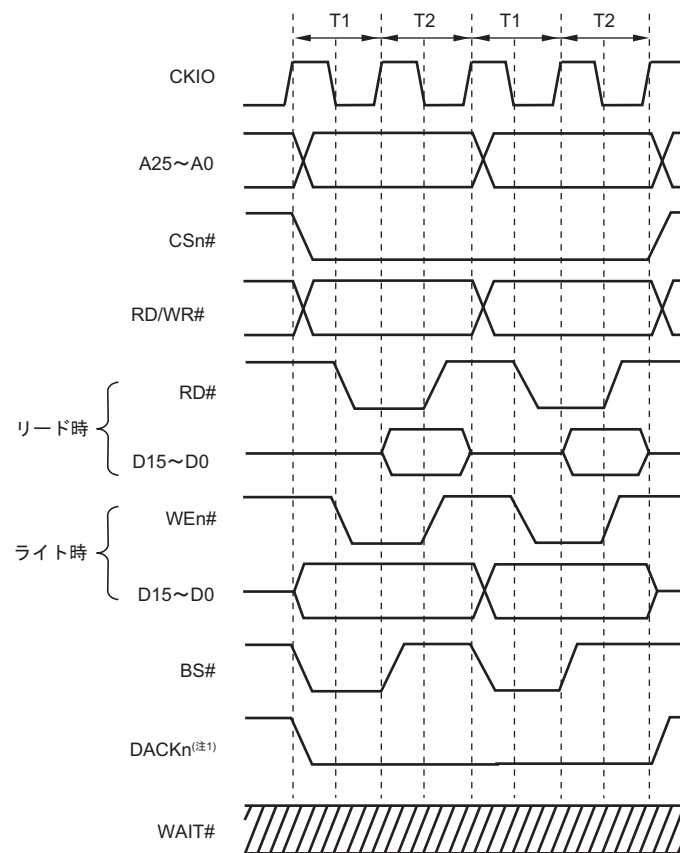 T1 T2 T1 T2
CKIO
A25～A0
CSn#
RD/WR#
リード時
RD#
D15～D0
ライト時
WEn#
D15～D0
BS#
DACKn(注1)
WAIT#